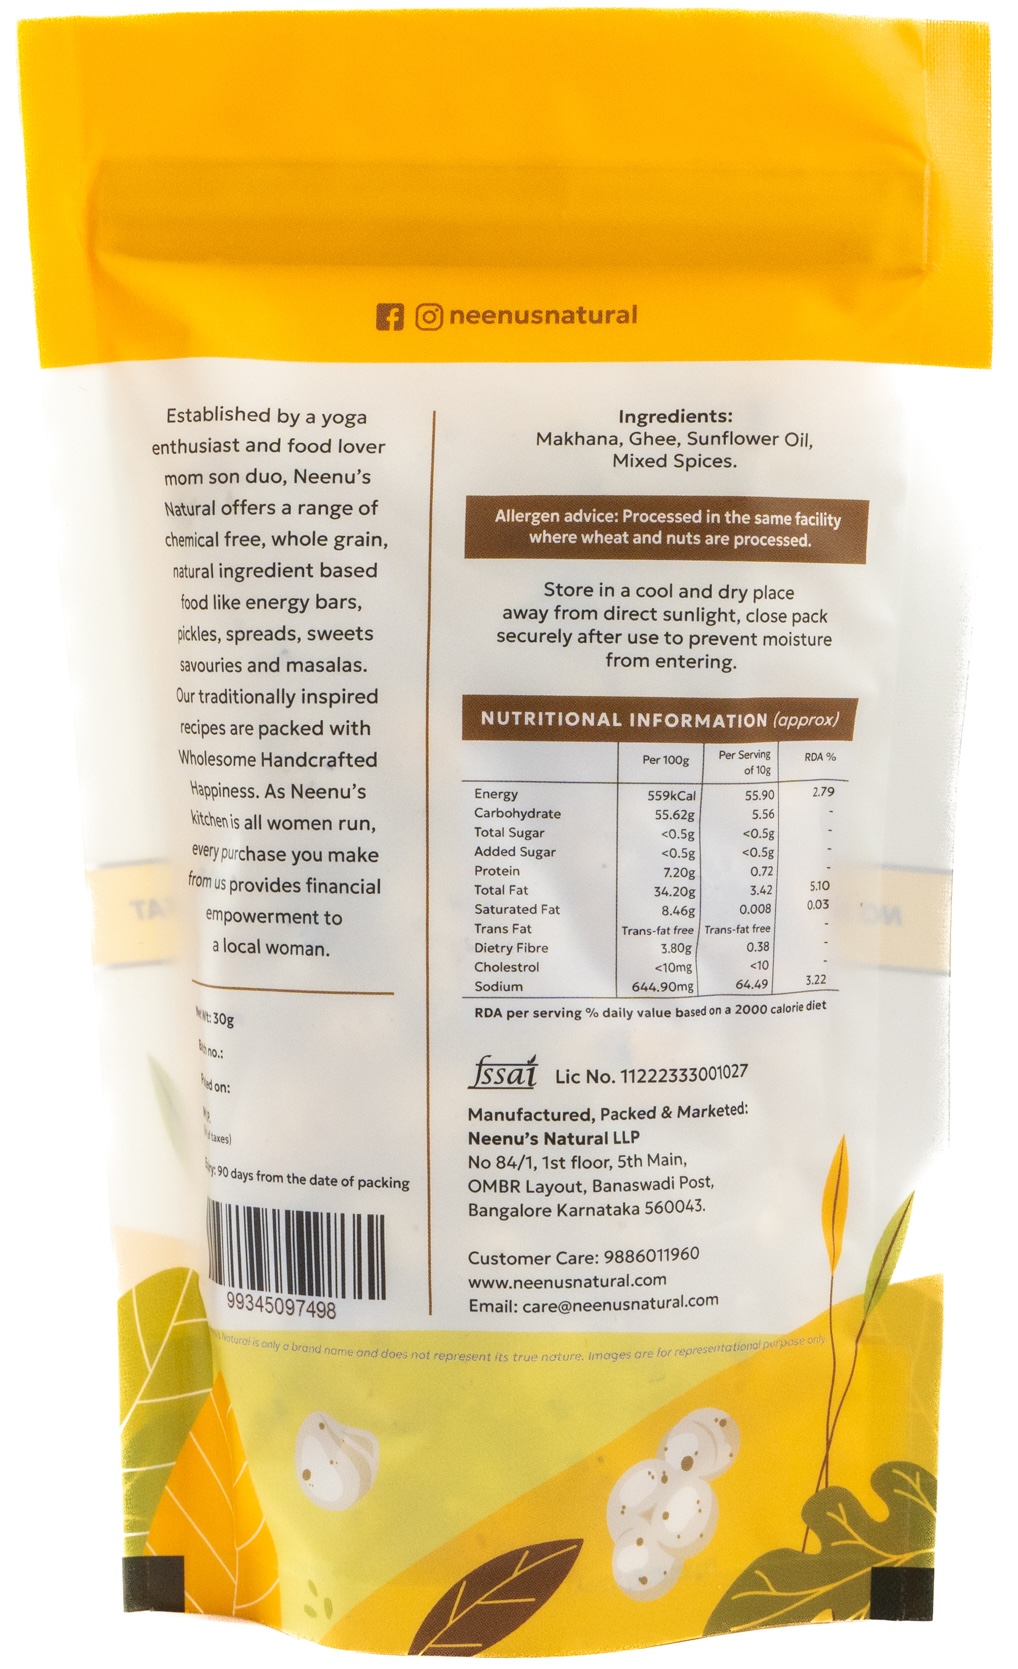 neenusnatural
Established by a yoga
enthusiast and food lover
mom son duo, Neenu's
Natural offers a range of
chemical free, whole grain,
natural ingredient based
food like energy bars,
pickles, spreads, sweets
savouries and masalas.
Our traditionally inspired
recipes are packed with
Wholesome Handcrafted
Happiness. As Neenu's
kitchen is all women run,
every purchase you make
from us provides financial
empowerment to
a local woman.
Wt: 30g
no.:
on:
taxes)
90 days from the date of packing
99345097498
Ingredients:
Makhana, Ghee, Sunflower Oil,
Mixed Spices.
Allergen advice: Processed in the same facility
where wheat and nuts are processed.
Store in a cool and dry place
away from direct sunlight, close pack
securely after use to prevent moisture
from entering.
NUTRITIONAL INFORMATION (approx)
Per 100g Per Serving of 10g RDA %
Energy 559kCal 55.90 2.79
Carbohydrate 55.62g 5.56 -
Total Sugar <0.5g <0.5g -
Added Sugar <0.5g <0.5g -
Protein 7.20g 0.72 -
Total Fat 34.20g 3.42 5.10
Saturated Fat 8.46g 0.008 0.03
Trans Fat Trans-fat free Trans-fat free -
Dietry Fibre 3.80g 0.38 -
Cholestrol <10mg <10 -
Sodium 644.90mg 64.49 3.22
RDA per serving % daily value based on a 2000 calorie diet
fssai Lic No. 11222333001027
Manufactured, Packed & Marketed:
Neenu's Natural LLP
No 84/1, 1st floor, 5th Main,
OMBR Layout, Banaswadi Post,
Bangalore Karnataka 560043.
Customer Care: 9886011960
www.neenusnatural.com
Email: care@neenusnatural.com
Natural is only a brand name and does not represent its true nature. Images are for representational purpose only